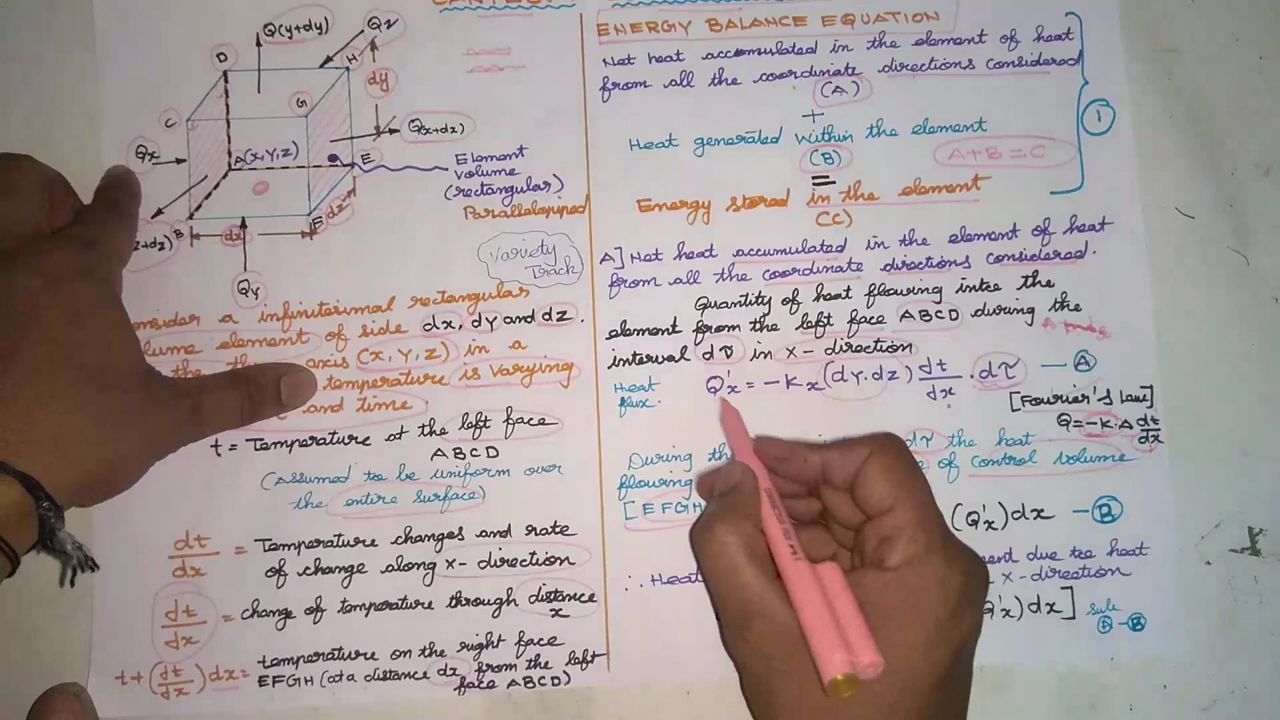 Q(y+dy)
Qz
D
H
dy
C
G
Q(x+dx)
Qx
A(x,y,z)
E
Element
volume
(rectangular)
Parallelopiped
z+dz)
B
dx
F
dz
Qy
Variety
Track
onsider a infinitesimal rectangular
lume element of side dx, dy and dz.
the axis (x, y, z) in a
temperature is varying
and time.
t = Temperature at the left face
ABCD
(assumed to be uniform over
the entire surface)
dt/dx = Temperature changes and rate
of change along x-direction
dt/dx = change of temperature through distance
x
t+(dt/dx)dx = temperature on the right face
EFGH (at a distance dx from the left
face ABCD)
ENERGY BALANCE EQUATION
Net heat accumulated in the element of heat
from all the coordinate directions considered
(A)
+
Heat generated within the element
(B)
A+B=C
=
Energy stored in the element
(C)
1
A] Net heat accumulated in the element of heat
from all the coordinate directions considered.
Quantity of heat flowing intee the
element from the left face ABCD during the
interval dτ in x-direction
Heat
flux.
Q'x = -Kx(dy.dz) dt/dx . dτ — A
[Fourier's Law]
Q=-K.A dt/dx
During the dτ the heat
flowing of control volume
[EFGH
(Q'x)dx — B
∴ Heat ment due to heat
x-direction
Q'x)dx] sub
A-B